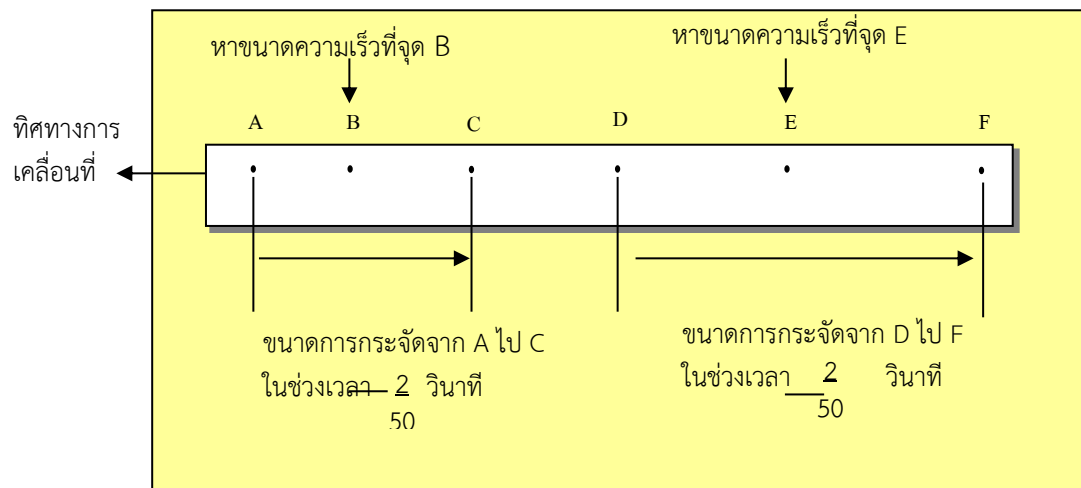 หาขนาดความเร็วที่จุด B
หาขนาดความเร็วที่จุด E
ทิศทางการ
เคลื่อนที่
A B C D E F
ขนาดการกระจัดจาก A ไป C
ในช่วงเวลา 2 วินาที
50
ขนาดการกระจัดจาก D ไป F
ในช่วงเวลา 2 วินาที
50